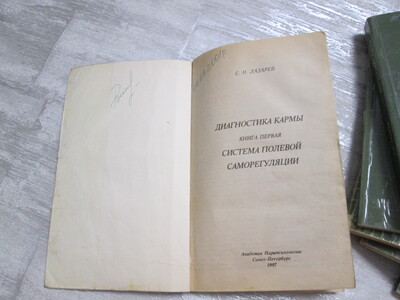 С. Н. ЛАЗАРЕВ
ДИАГНОСТИКА КАРМЫ
КНИГА ПЕРВАЯ
СИСТЕМА ПОЛЕВОЙ
САМОРЕГУЛЯЦИИ
Академия Парапсихологии
Санкт-Петербург
1997